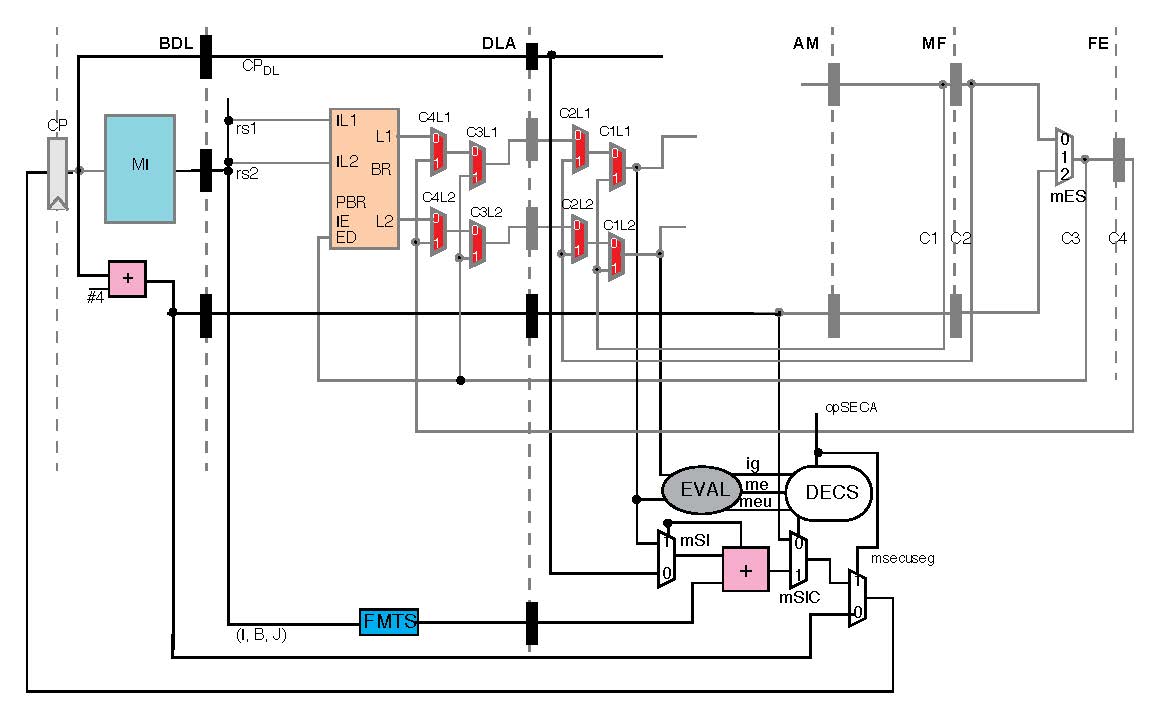 BDL DLA AM MF FE
CP_DL
CP
MI
rs1
rs2
IL1
IL2
L1
BR
PBR
IE
ED
L2
C4L1
0
1
C3L1
0
1
C4L2
0
1
C3L2
0
1
C2L1
0
1
C1L1
0
1
C2L2
0
1
C1L2
0
1
0
1
2
mES
C1 C2 C3 C4
+
#4
opSECA
EVAL
ig
me
meu
DECS
1
0
mSI
+
0
1
mSIC
msecuseg
1
0
FMTS
(I, B, J)